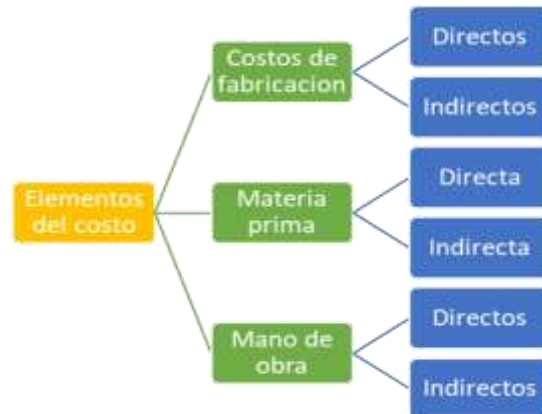 Elementos
del costo
Costos de
fabricacion
Directos
Indirectos
Materia
prima
Directa
Indirecta
Mano de
obra
Directos
Indirectos